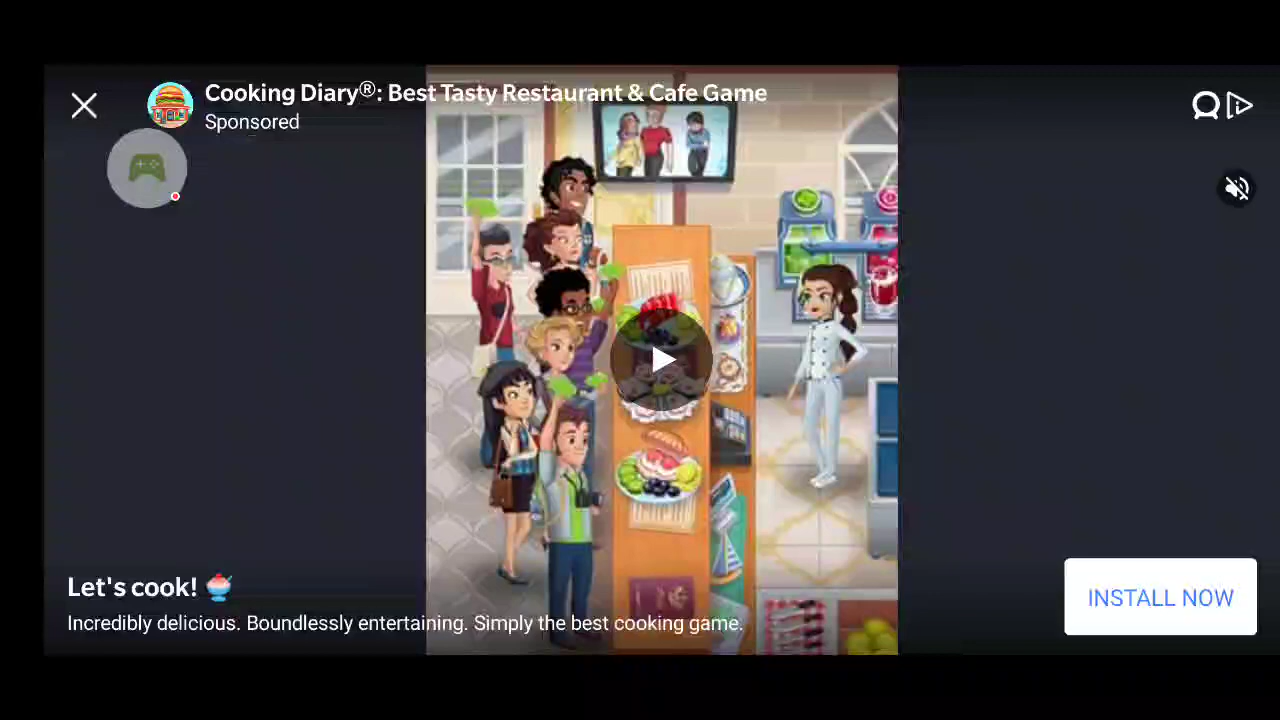 Cooking Diary®: Best Tasty Restaurant & Cafe Game
Sponsored
Let's cook!
Incredibly delicious. Boundlessly entertaining. Simply the best cooking game.
INSTALL NOW